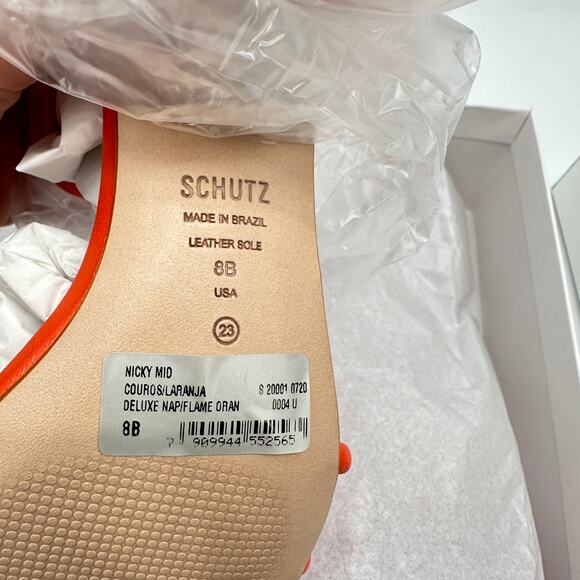 SCHUTZ
MADE IN BRAZIL
LEATHER SOLE
8B
USA
23
NICKY MID
COUROS/LARANJA S 20001 0720
DELUXE NAP/FLAME ORAN 0004 U
8B
7 909944 552565